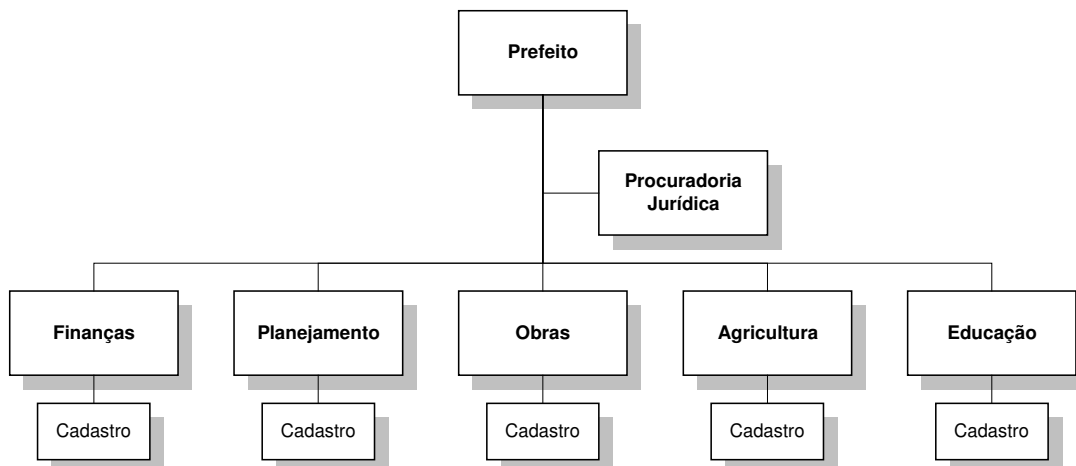 Prefeito
Procuradoria
Jurídica
Finanças
Planejamento
Obras
Agricultura
Educação
Cadastro
Cadastro
Cadastro
Cadastro
Cadastro